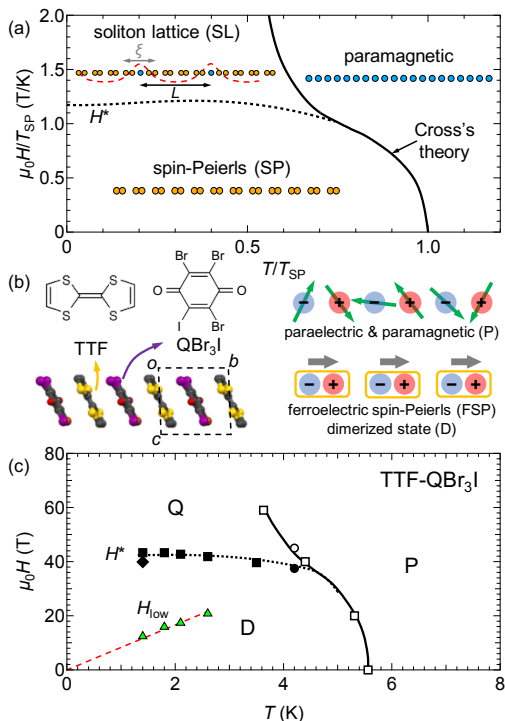 (a)
soliton lattice (SL)
paramagnetic
ξ
L
H*
Cross's
theory
spin-Peierls (SP)
μ0H/TSP (T/K)
2.0
1.5
1.0
0.5
0
0
0.5
1.0
T/TSP
(b)
S
S
S
S
TTF
Br
Br
O
O
I
Br
QBr3I
o
b
c
− + − + − +
paraelectric & paramagnetic (P)
− + − + − +
ferroelectric spin-Peierls (FSP)
dimerized state (D)
(c)
TTF-QBr3I
Q
P
H*
Hlow
D
μ0H (T)
80
60
40
20
0
0
2
4
6
8
T (K)